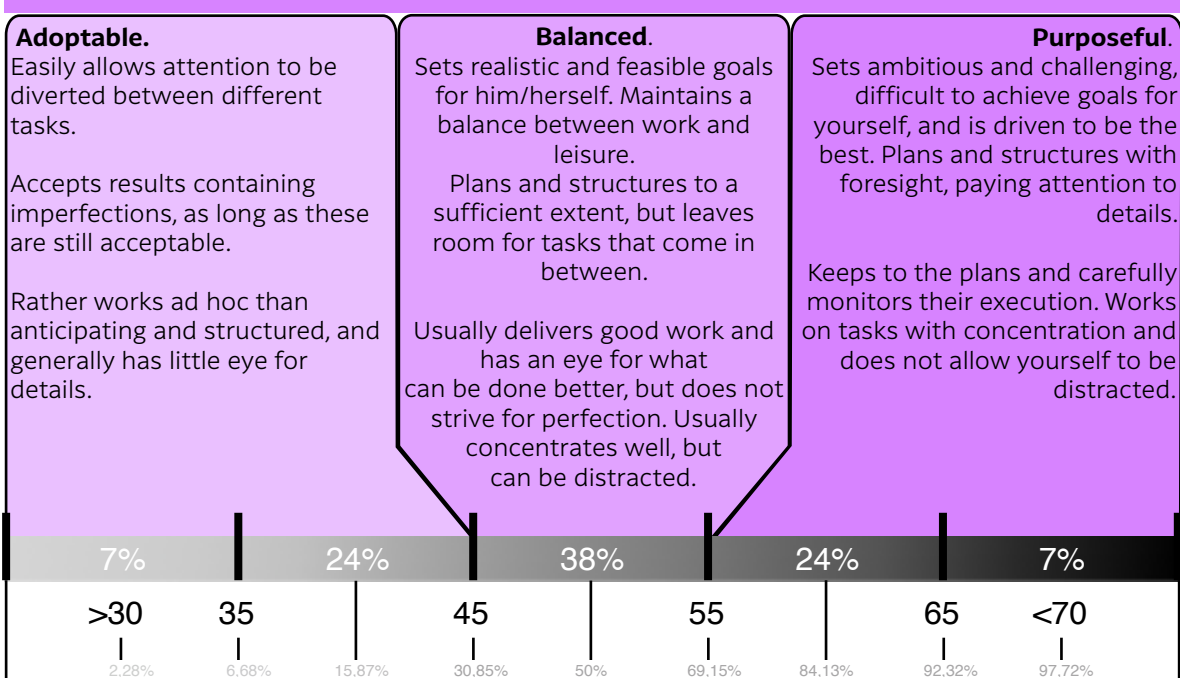 Adoptable.
Easily allows attention to be
diverted between different
tasks.
Accepts results containing
imperfections, as long as these
are still acceptable.
Rather works ad hoc than
anticipating and structured, and
generally has little eye for
details.
Balanced.
Sets realistic and feasible goals
for him/herself. Maintains a
balance between work and
leisure.
Plans and structures to a
sufficient extent, but leaves
room for tasks that come in
between.
Usually delivers good work and
has an eye for what
can be done better, but does not
strive for perfection. Usually
concentrates well, but
can be distracted.
Purposeful.
Sets ambitious and challenging,
difficult to achieve goals for
yourself, and is driven to be the
best. Plans and structures with
foresight, paying attention to
details.
Keeps to the plans and carefully
monitors their execution. Works
on tasks with concentration and
does not allow yourself to be
distracted.
7% 24% 38% 24% 7%
>30 35 45 55 65 <70
2,28% 6,68% 15,87% 30,85% 50% 69,15% 84,13% 92,32% 97,72%